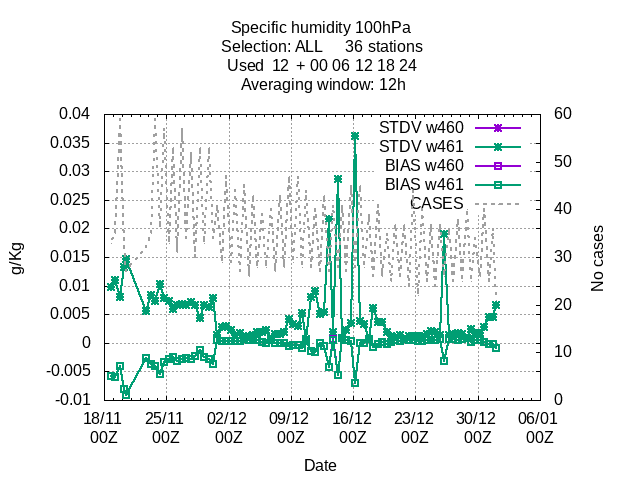 Specific humidity 100hPa
Selection: ALL     36 stations
Used  12  + 00 06 12 18 24
Averaging window: 12h
STDV w460
STDV w461
BIAS w460
BIAS w461
CASES
g/Kg
0.04
0.035
0.03
0.025
0.02
0.015
0.01
0.005
0
-0.005
-0.01
60
50
40
30
20
10
0
No cases
18/11 25/11 02/12 09/12 16/12 23/12 30/12 06/01
00Z 00Z 00Z 00Z 00Z 00Z 00Z 00Z
Date